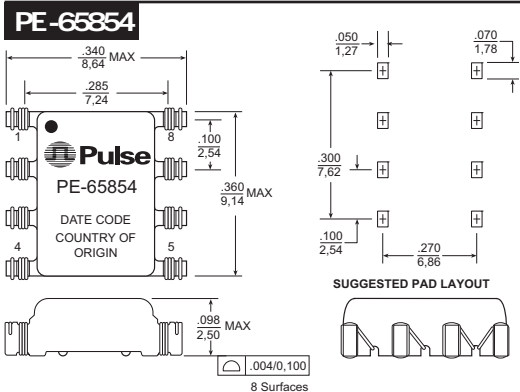 PE-65854
.340
8,64
MAX
.285
7,24
.100
2,54
.360
9,14
MAX
1
8
Pulse
PE-65854
DATE CODE
COUNTRY OF
ORIGIN
4
5
.098
2,50
MAX
.004/0,100
8 Surfaces
.050
1,27
.070
1,78
.300
7,62
.100
2,54
.270
6,86
SUGGESTED PAD LAYOUT